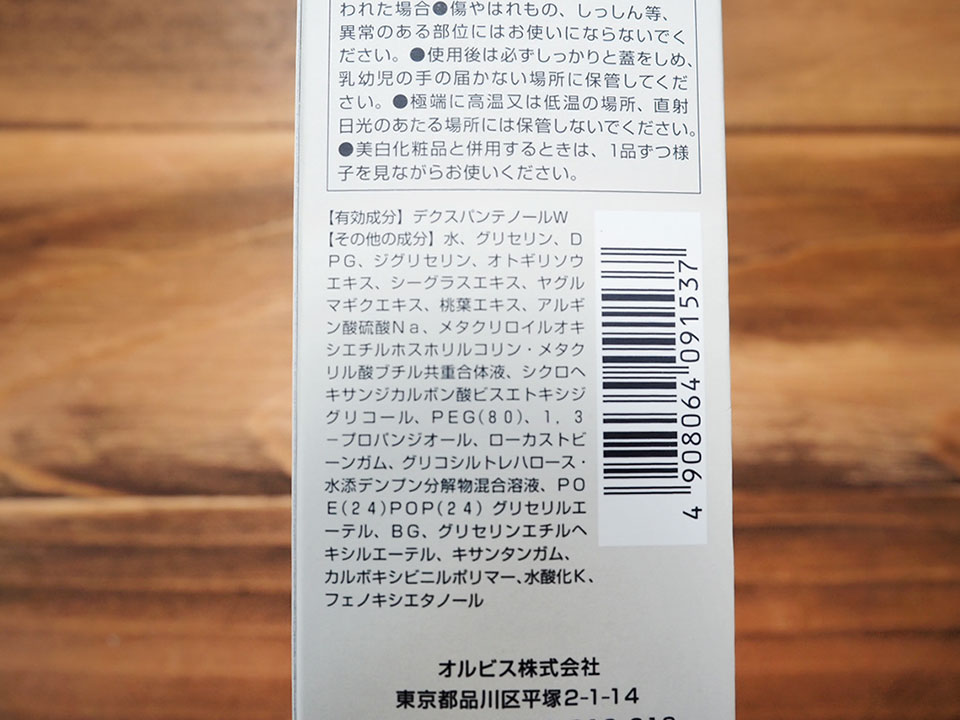 われた場合●傷やはれもの、しっしん等、
異常のある部位にはお使いにならないでく
ださい。●使用後は必ずしっかりと蓋をしめ、
乳幼児の手の届かない場所に保管してくだ
さい。●極端に高温又は低温の場所、直射
日光のあたる場所には保管しないでください。
●美白化粧品と併用するときは、1品ずつ様
子を見ながらお使いください。
【有効成分】デクスパンテノールW
【その他の成分】水、グリセリン、D
PG、ジグリセリン、オトギリソウ
エキス、シーグラスエキス、ヤグル
マギクエキス、桃葉エキス、アルギ
ン酸硫酸Na、メタクリロイルオキ
シエチルホスホリルコリン・メタク
リル酸ブチル共重合体液、シクロヘ
キサンジカルボン酸ビスエトキシジ
グリコール、PEG(80)、1,3
－プロパンジオール、ローカストビ
ーンガム、グリコシルトレハロース・
水添デンプン分解物混合溶液、PO
E(24)POP(24)グリセリルエ
ーテル、BG、グリセリンエチルヘ
キシルエーテル、キサンタンガム、
カルボキシビニルポリマー、水酸化K、
フェノキシエタノール
4 908064 091537
オルビス株式会社
東京都品川区平塚2-1-14